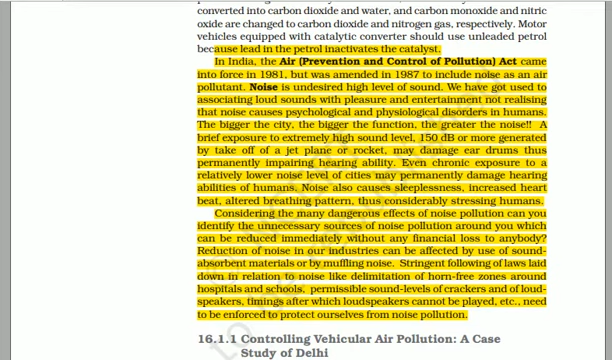 converted into carbon dioxide and water, and carbon monoxide and nitric
oxide are changed to carbon dioxide and nitrogen gas, respectively. Motor
vehicles equipped with catalytic converter should use unleaded petrol
because lead in the petrol inactivates the catalyst.
In India, the Air (Prevention and Control of Pollution) Act came
into force in 1981, but was amended in 1987 to include noise as an air
pollutant. Noise is undesired high level of sound. We have got used to
associating loud sounds with pleasure and entertainment not realising
that noise causes psychological and physiological disorders in humans.
The bigger the city, the bigger the function, the greater the noise!! A
brief exposure to extremely high sound level, 150 dB or more generated
by take off of a jet plane or rocket, may damage ear drums thus
permanently impairing hearing ability. Even chronic exposure to a
relatively lower noise level of cities may permanently damage hearing
abilities of humans. Noise also causes sleeplessness, increased heart
beat, altered breathing pattern, thus considerably stressing humans.
Considering the many dangerous effects of noise pollution can you
identify the unnecessary sources of noise pollution around you which
can be reduced immediately without any financial loss to anybody?
Reduction of noise in our industries can be affected by use of sound-
absorbent materials or by muffling noise. Stringent following of laws laid
down in relation to noise like delimitation of horn-free zones around
hospitals and schools, permissible sound-levels of crackers and of loud-
speakers, timings after which loudspeakers cannot be played, etc., need
to be enforced to protect ourselves from noise pollution.
16.1.1 Controlling Vehicular Air Pollution: A Case
Study of Delhi